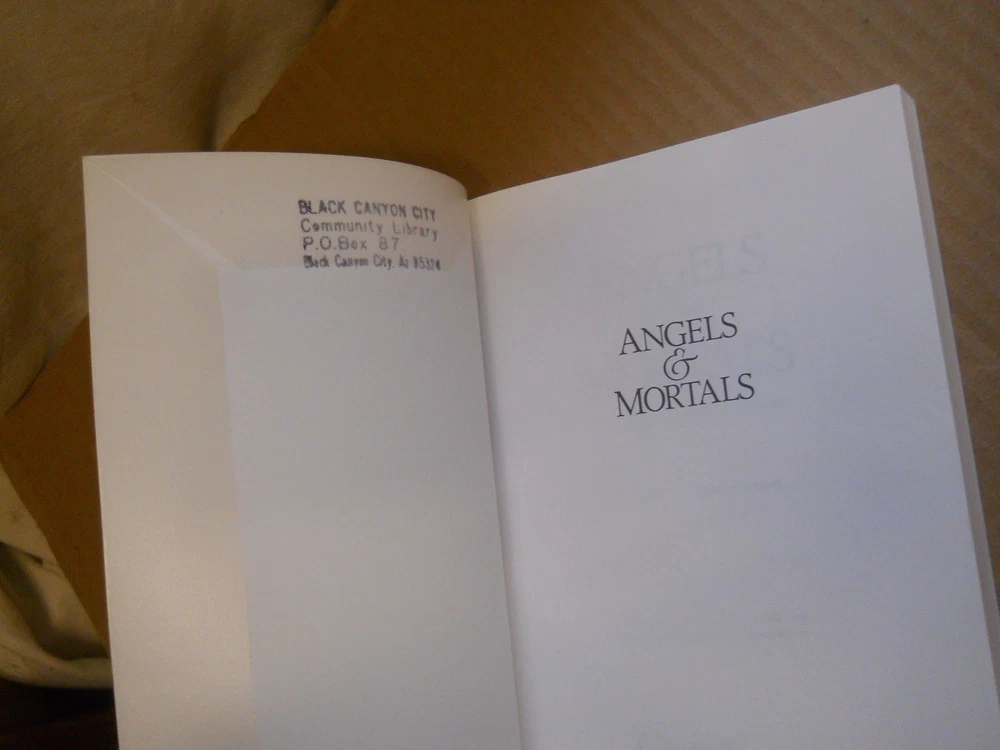 BLACK CANYON CITY
Community Library
P.O.Box 87
Black Canyon City, Az 85324
ANGELS
&
MORTALS